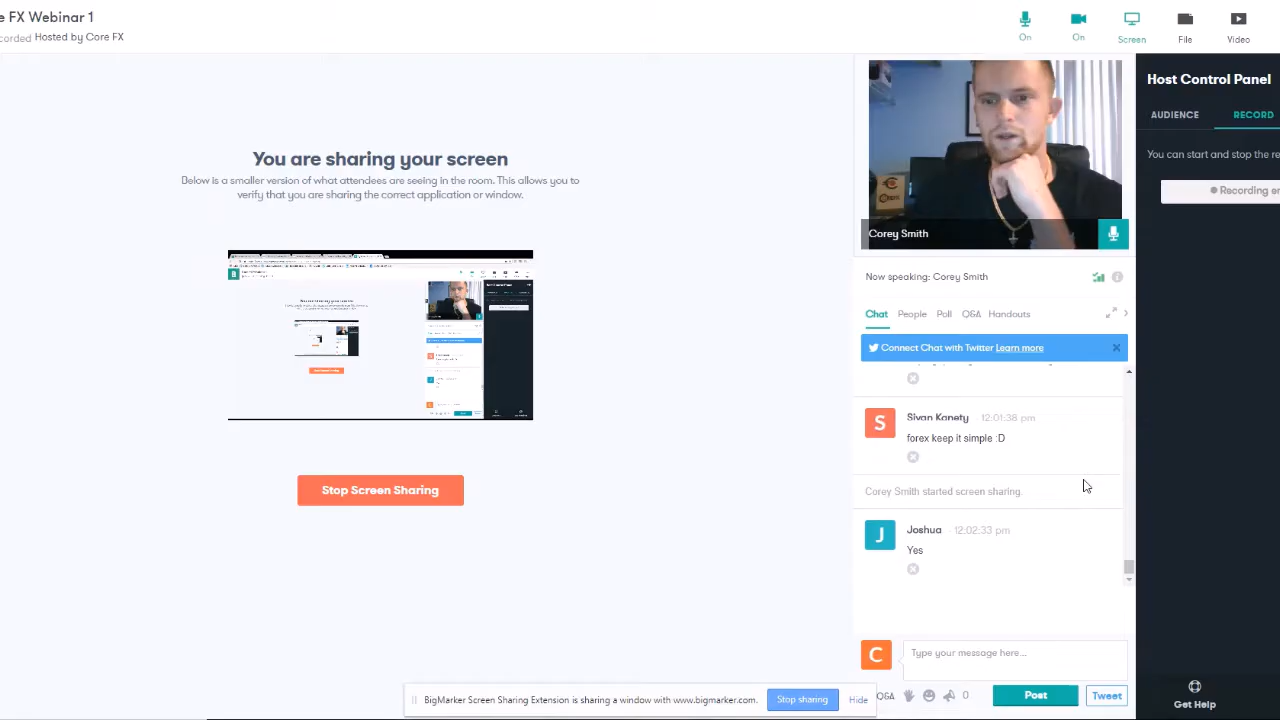 e FX Webinar 1
corded Hosted by Core FX
On
On
Screen
File
Video
You are sharing your screen
Below is a smaller version of what attendees are seeing in the room. This allows you to
verify that you are sharing the correct application or window.
Stop Screen Sharing
Corey Smith
Now speaking: Corey Smith
Chat People Poll Q&A Handouts
Connect Chat with Twitter Learn more
S Sivan Kanety 12:01:38 pm
forex keep it simple :D
Corey Smith started screen sharing.
J Joshua 12:02:33 pm
Yes
C Type your message here...
Q&A 0 Post Tweet
BigMarker Screen Sharing Extension is sharing a window with www.bigmarker.com. Stop sharing Hide
Host Control Panel
AUDIENCE RECORD
You can start and stop the re
Recording en
Get Help